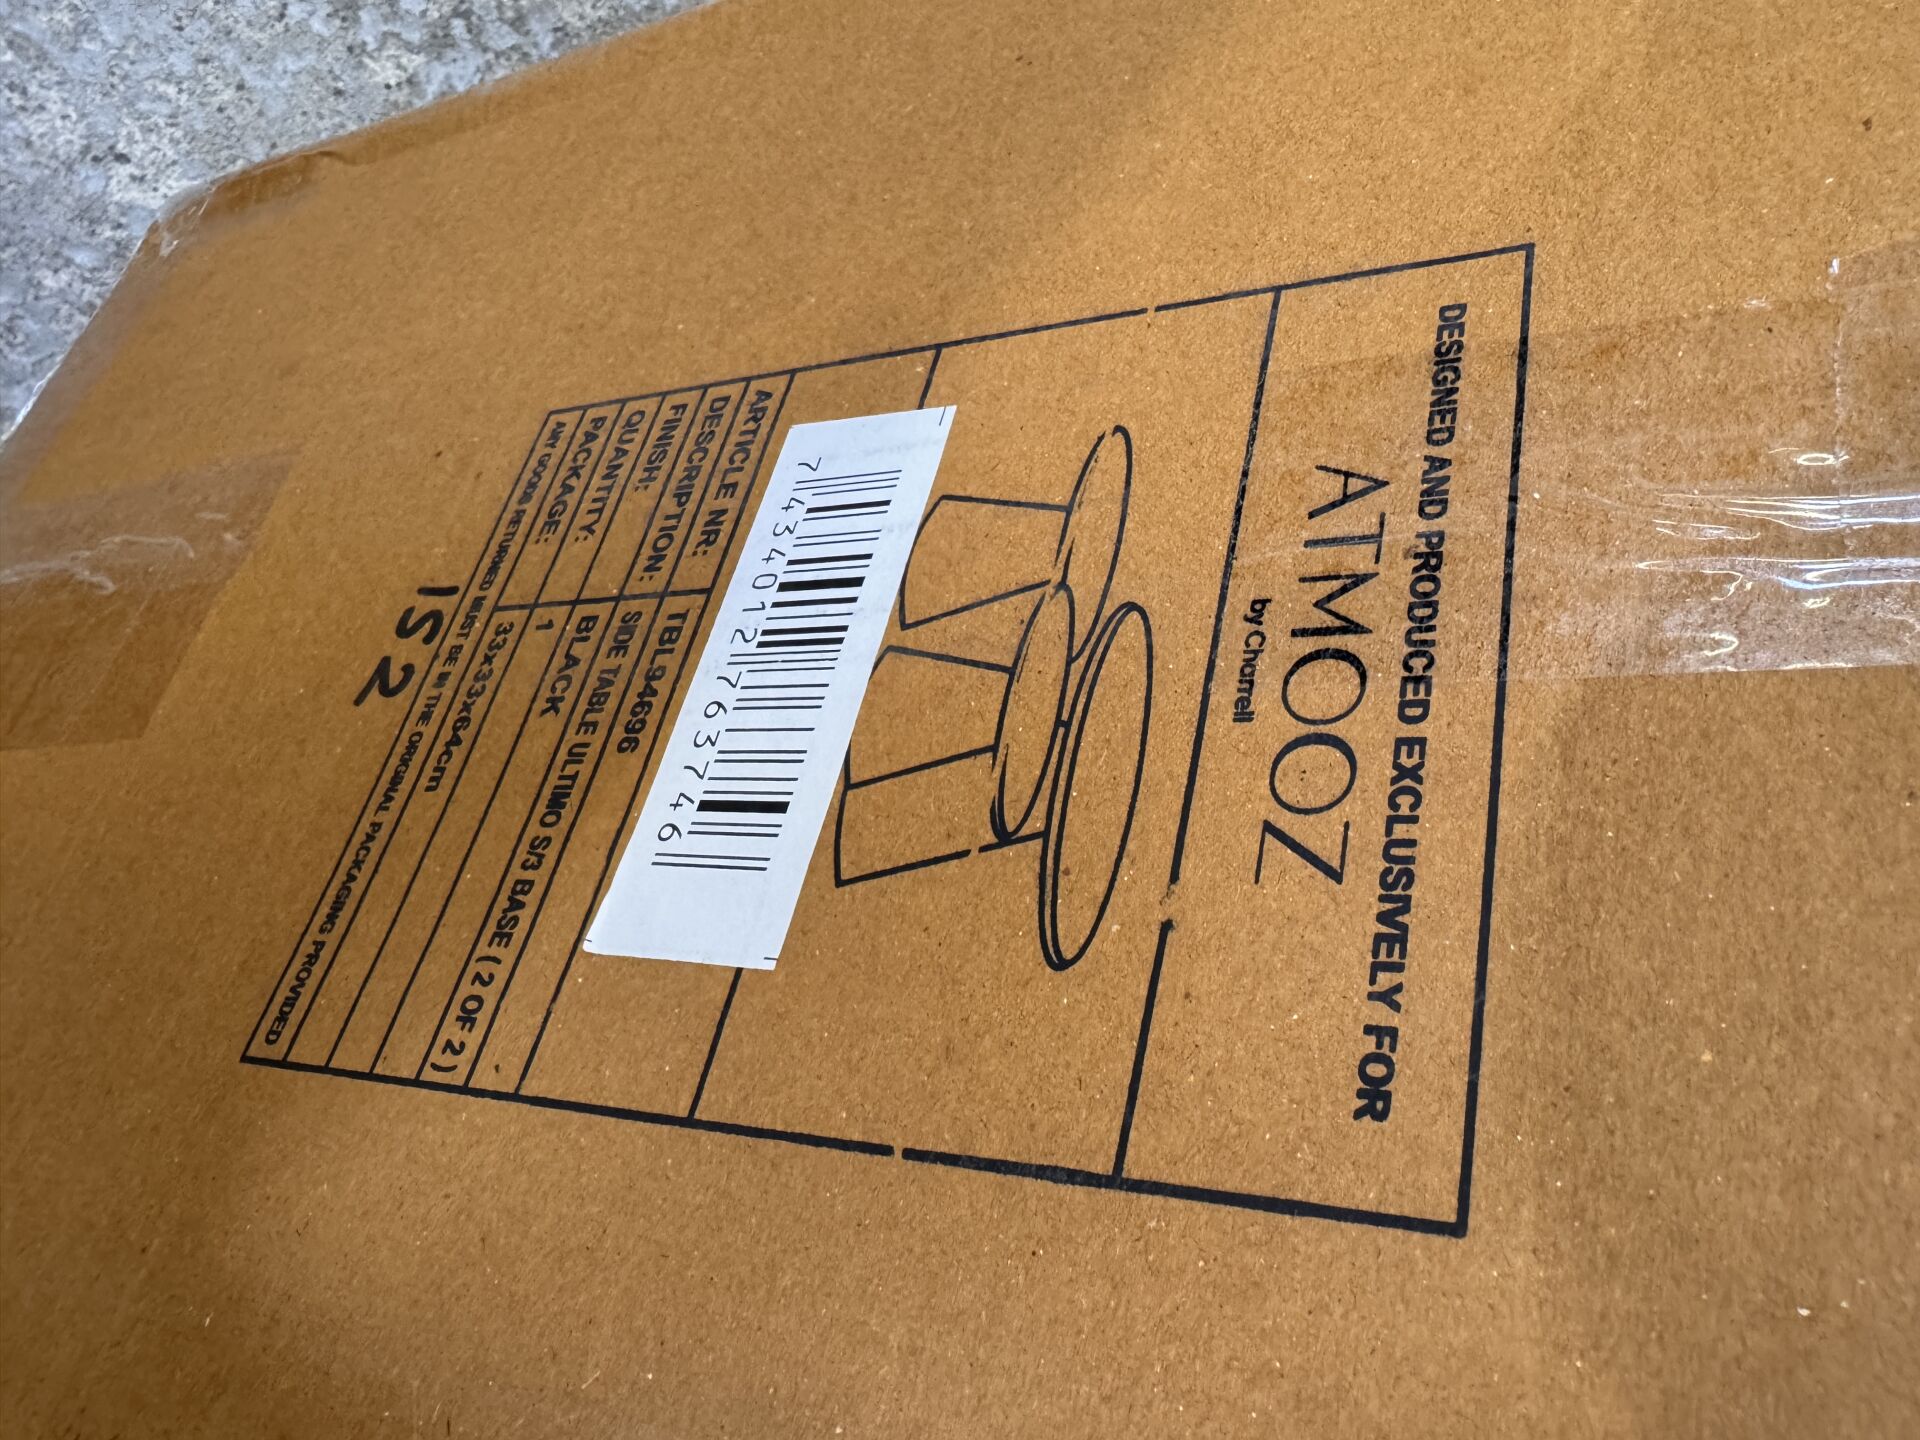 DESIGNED AND PRODUCED EXCLUSIVELY FOR
ATMOOZ
by Charrell
7 434012 763746
ARTICLE NR: TBL94696
DESCRIPTION: SIDE TABLE ULTIMO S/3 BASE (2 OF 2)
FINISH: BLACK
QUANTITY: 1
PACKAGE: 33x33x64cm
ANY GOODS RETURNED MUST BE IN THE ORIGINAL PACKAGING PROVIDED
152